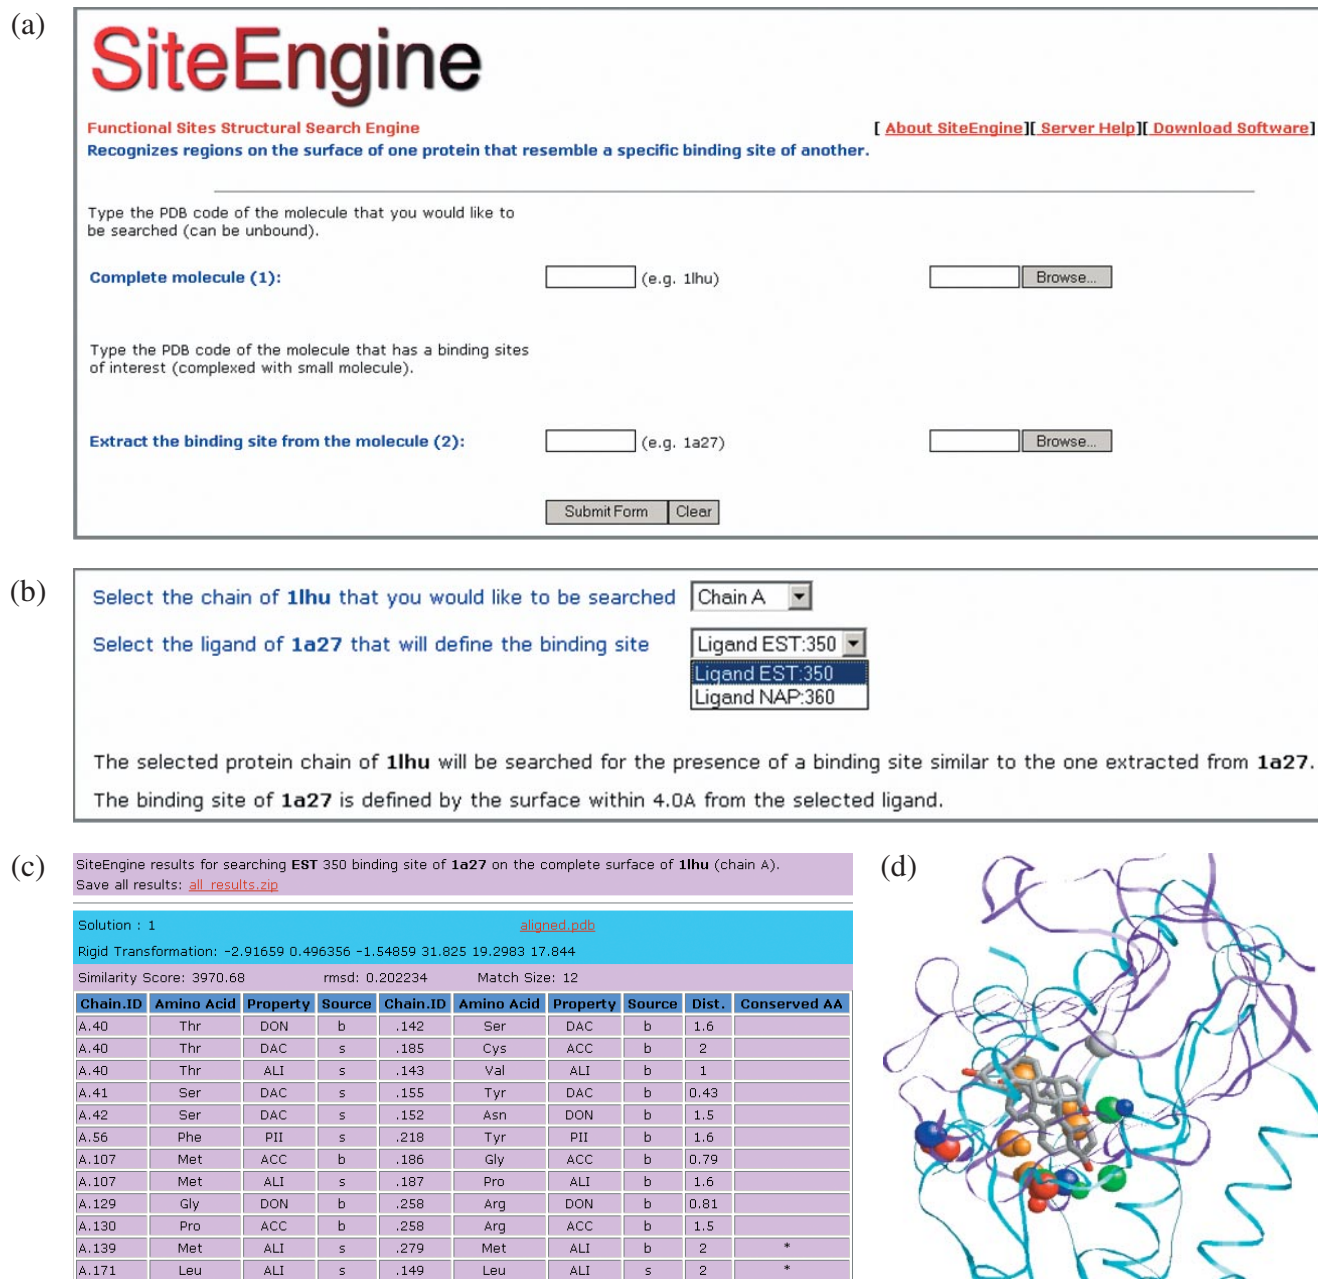 (a)
SiteEngine
Functional Sites Structural Search Engine
[ About SiteEngine][ Server Help][ Download Software]
Recognizes regions on the surface of one protein that resemble a specific binding site of another.
Type the PDB code of the molecule that you would like to
be searched (can be unbound).
Complete molecule (1): (e.g. 1lhu) Browse...
Type the PDB code of the molecule that has a binding sites
of interest (complexed with small molecule).
Extract the binding site from the molecule (2): (e.g. 1a27) Browse...
Submit Form Clear
(b)
Select the chain of 1lhu that you would like to be searched Chain A
Select the ligand of 1a27 that will define the binding site Ligand EST:350
Ligand EST:350
Ligand NAP:360
The selected protein chain of 1lhu will be searched for the presence of a binding site similar to the one extracted from 1a27.
The binding site of 1a27 is defined by the surface within 4.0A from the selected ligand.
(c)
SiteEngine results for searching EST 350 binding site of 1a27 on the complete surface of 1lhu (chain A).
Save all results: all_results.zip
Solution : 1 aligned.pdb
Rigid Transformation: -2.91659 0.496356 -1.54859 31.825 19.2983 17.844
Similarity Score: 3970.68 rmsd: 0.202234 Match Size: 12
Chain.ID Amino Acid Property Source Chain.ID Amino Acid Property Source Dist. Conserved AA
A.40 Thr DON b .142 Ser DAC b 1.6
A.40 Thr DAC s .185 Cys ACC b 2
A.40 Thr ALI s .143 Val ALI b 1
A.41 Ser DAC s .155 Tyr DAC b 0.43
A.42 Ser DAC s .152 Asn DON b 1.5
A.56 Phe PII s .218 Tyr PII b 1.6
A.107 Met ACC b .186 Gly ACC b 0.79
A.107 Met ALI s .187 Pro ALI b 1.6
A.129 Gly DON b .258 Arg DON b 0.81
A.130 Pro ACC b .258 Arg ACC b 1.5
A.139 Met ALI s .279 Met ALI b 2 *
A.171 Leu ALI s .149 Leu ALI s 2 *
(d)